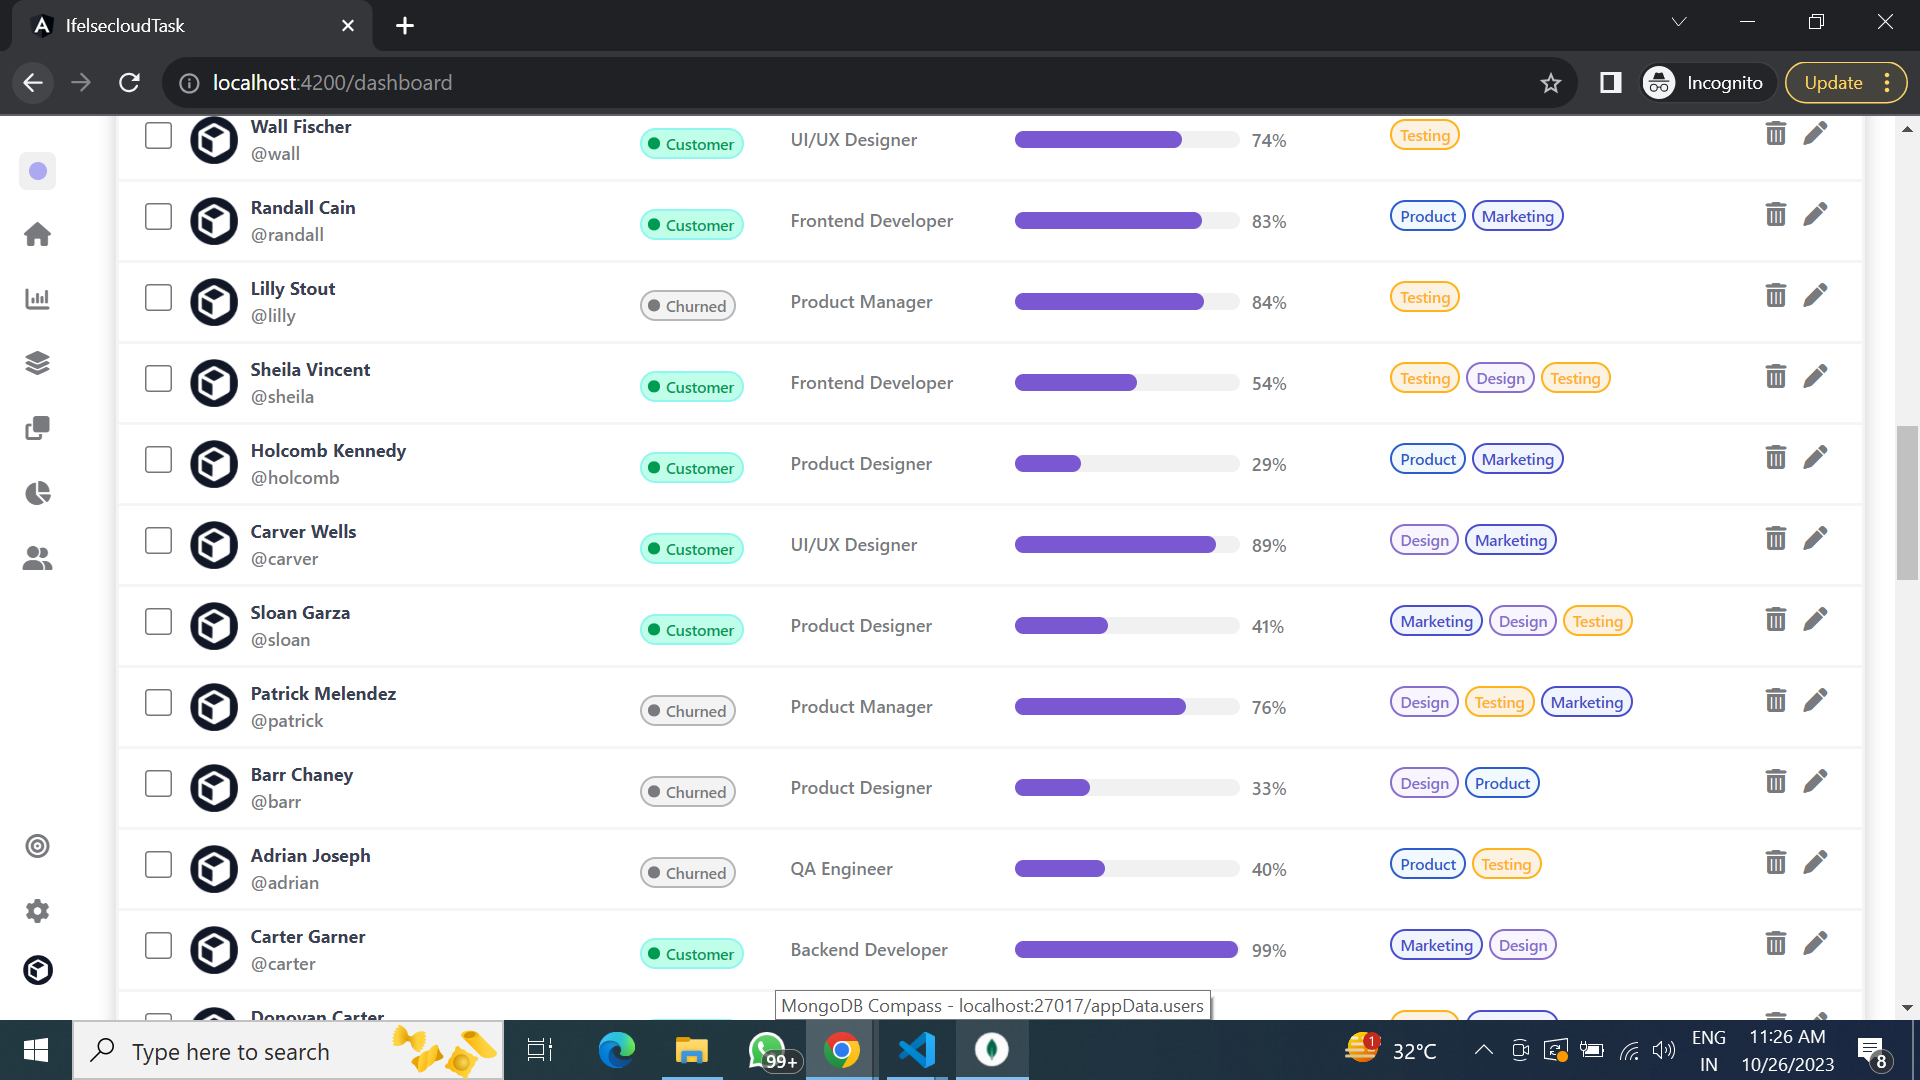 IfelsecloudTask
localhost:4200/dashboard
Incognito
Update
Wall Fischer
@wall
Customer
UI/UX Designer
74%
Testing
Randall Cain
@randall
Customer
Frontend Developer
83%
Product Marketing
Lilly Stout
@lilly
Churned
Product Manager
84%
Testing
Sheila Vincent
@sheila
Customer
Frontend Developer
54%
Testing Design Testing
Holcomb Kennedy
@holcomb
Customer
Product Designer
29%
Product Marketing
Carver Wells
@carver
Customer
UI/UX Designer
89%
Design Marketing
Sloan Garza
@sloan
Customer
Product Designer
41%
Marketing Design Testing
Patrick Melendez
@patrick
Churned
Product Manager
76%
Design Testing Marketing
Barr Chaney
@barr
Churned
Product Designer
33%
Design Product
Adrian Joseph
@adrian
Churned
QA Engineer
40%
Product Testing
Carter Garner
@carter
Customer
Backend Developer
99%
Marketing Design
Donovan Carter
MongoDB Compass - localhost:27017/appData.users
Type here to search
99+
1
32°C
ENG
IN
11:26 AM
10/26/2023
8